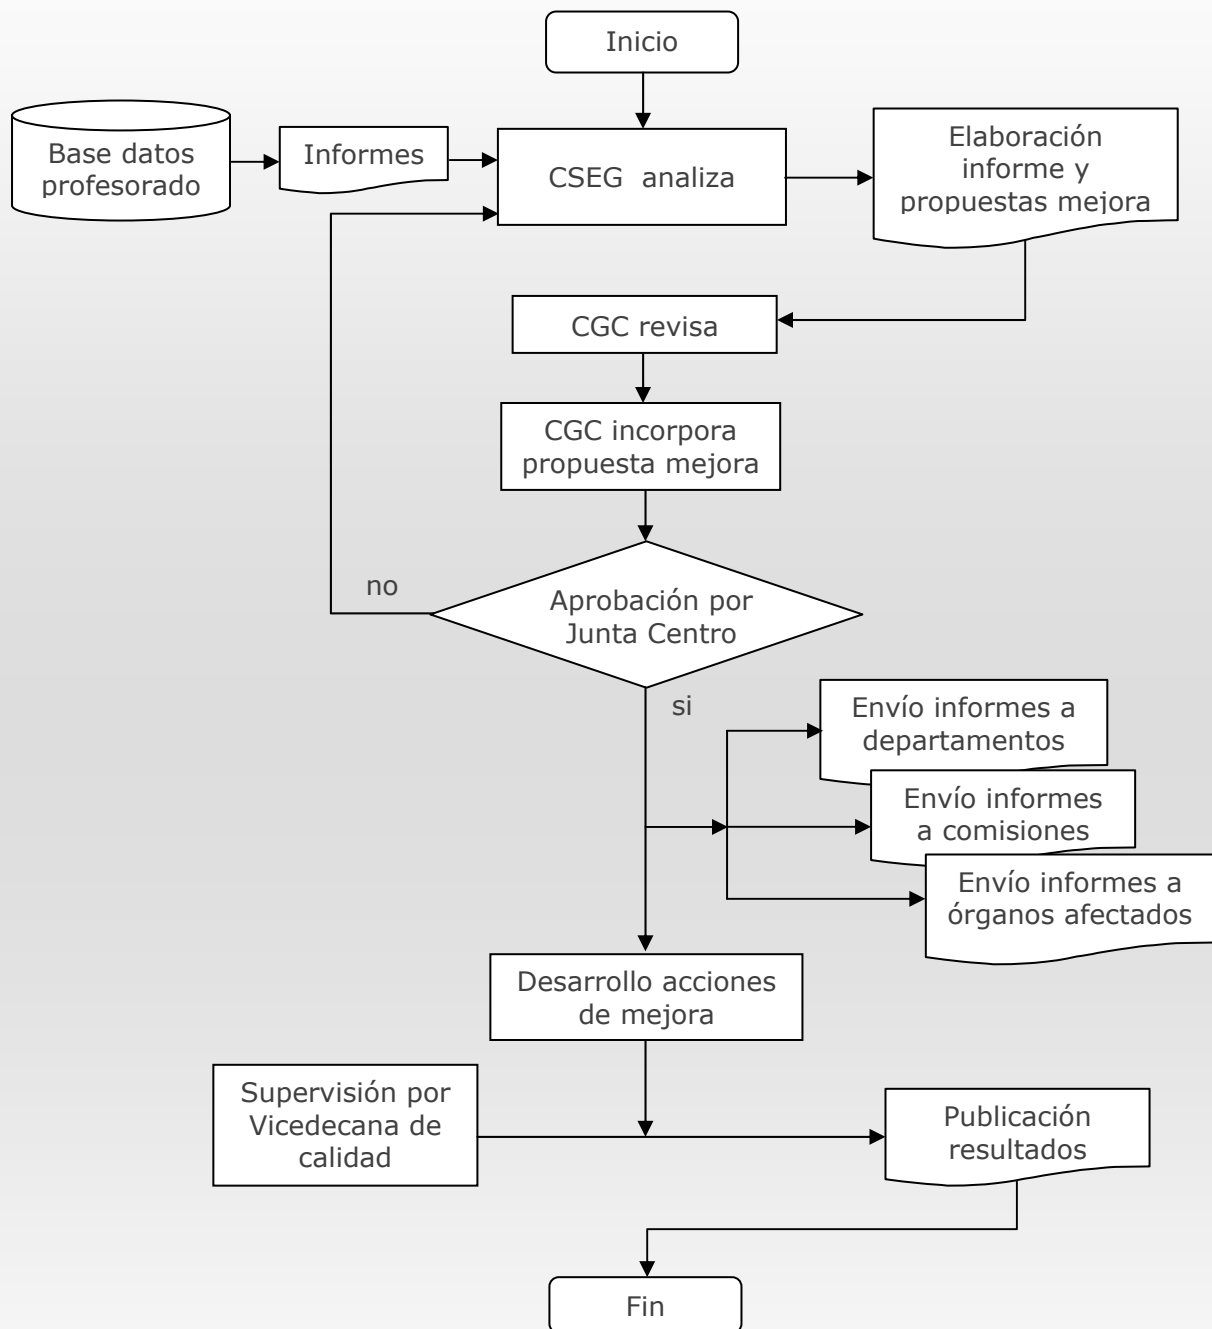 Inicio
Base datos
profesorado
Informes
CSEG analiza
Elaboración
informe y
propuestas mejora
CGC revisa
CGC incorpora
propuesta mejora
no
Aprobación por
Junta Centro
si
Envío informes a
departamentos
Envío informes
a comisiones
Envío informes a
órganos afectados
Desarrollo acciones
de mejora
Supervisión por
Vicedecana de
calidad
Publicación
resultados
Fin